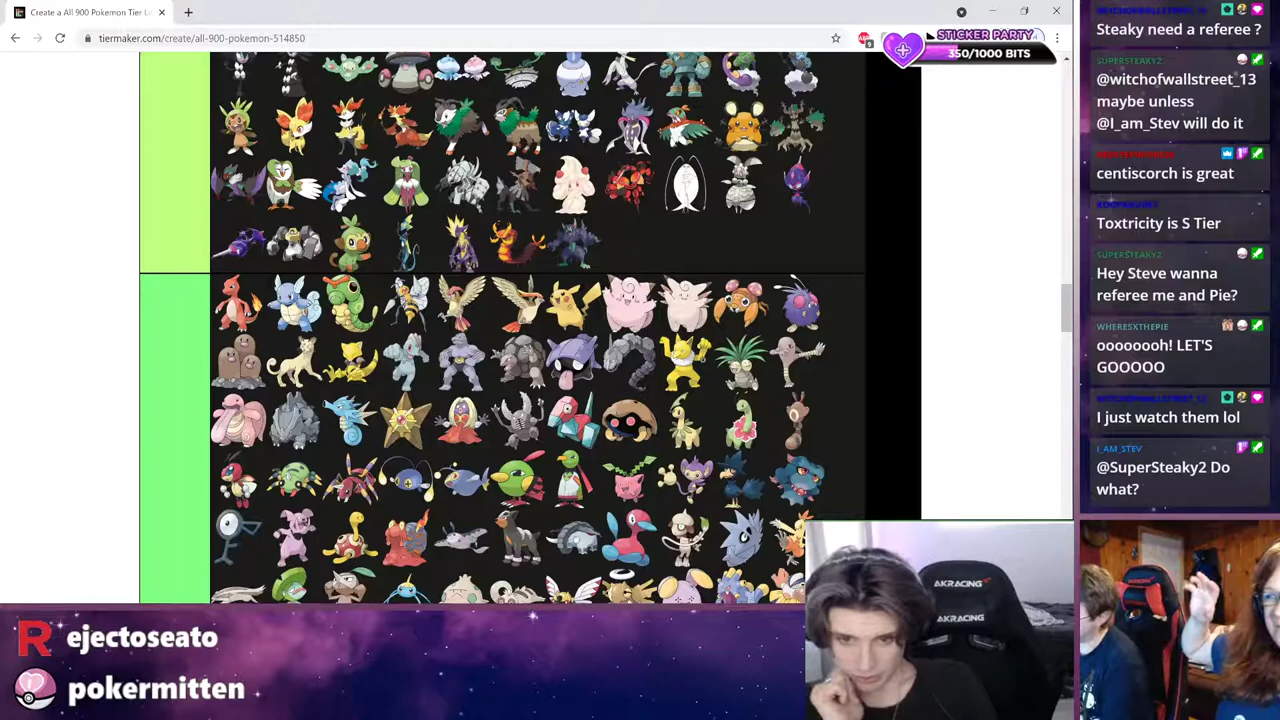 Create a All 900 Pokemon Tier Li
tiermaker.com/create/all-900-pokemon-514850
STICKER PARTY
350/1000 BITS
Steaky need a referee ?
SUPERSTEAKY2
@witchofwallstreet_13
maybe unless
@I_am_Stev will do it
centiscorch is great
Toxtricity is S Tier
SUPERSTEAKY2
Hey Steve wanna
referee me and Pie?
WHERESXTHEPIE
ooooooh! LET'S
GOOOOO
I just watch them lol
I_AM_STEV
@SuperSteaky2 Do
what?
AKRACING
AKRACING
R ejectoseato
pokermitten